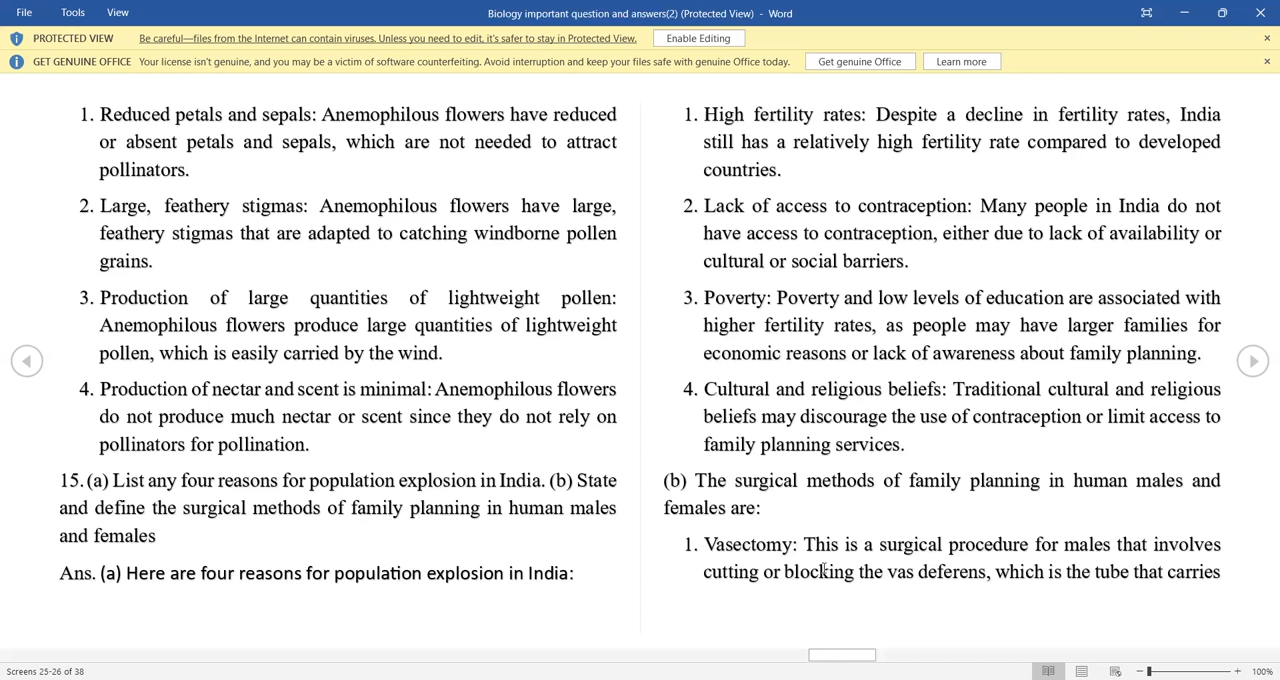 File Tools View Biology important question and answers(2) (Protected View) - Word
PROTECTED VIEW Be careful—files from the Internet can contain viruses. Unless you need to edit, it's safer to stay in Protected View. Enable Editing
GET GENUINE OFFICE Your license isn't genuine, and you may be a victim of software counterfeiting. Avoid interruption and keep your files safe with genuine Office today. Get genuine Office Learn more
1. Reduced petals and sepals: Anemophilous flowers have reduced
or absent petals and sepals, which are not needed to attract
pollinators.
2. Large, feathery stigmas: Anemophilous flowers have large,
feathery stigmas that are adapted to catching windborne pollen
grains.
3. Production of large quantities of lightweight pollen:
Anemophilous flowers produce large quantities of lightweight
pollen, which is easily carried by the wind.
4. Production of nectar and scent is minimal: Anemophilous flowers
do not produce much nectar or scent since they do not rely on
pollinators for pollination.
15. (a) List any four reasons for population explosion in India. (b) State
and define the surgical methods of family planning in human males
and females
Ans. (a) Here are four reasons for population explosion in India:
1. High fertility rates: Despite a decline in fertility rates, India
still has a relatively high fertility rate compared to developed
countries.
2. Lack of access to contraception: Many people in India do not
have access to contraception, either due to lack of availability or
cultural or social barriers.
3. Poverty: Poverty and low levels of education are associated with
higher fertility rates, as people may have larger families for
economic reasons or lack of awareness about family planning.
4. Cultural and religious beliefs: Traditional cultural and religious
beliefs may discourage the use of contraception or limit access to
family planning services.
(b) The surgical methods of family planning in human males and
females are:
1. Vasectomy: This is a surgical procedure for males that involves
cutting or blocking the vas deferens, which is the tube that carries
Screens 25-26 of 38 100%